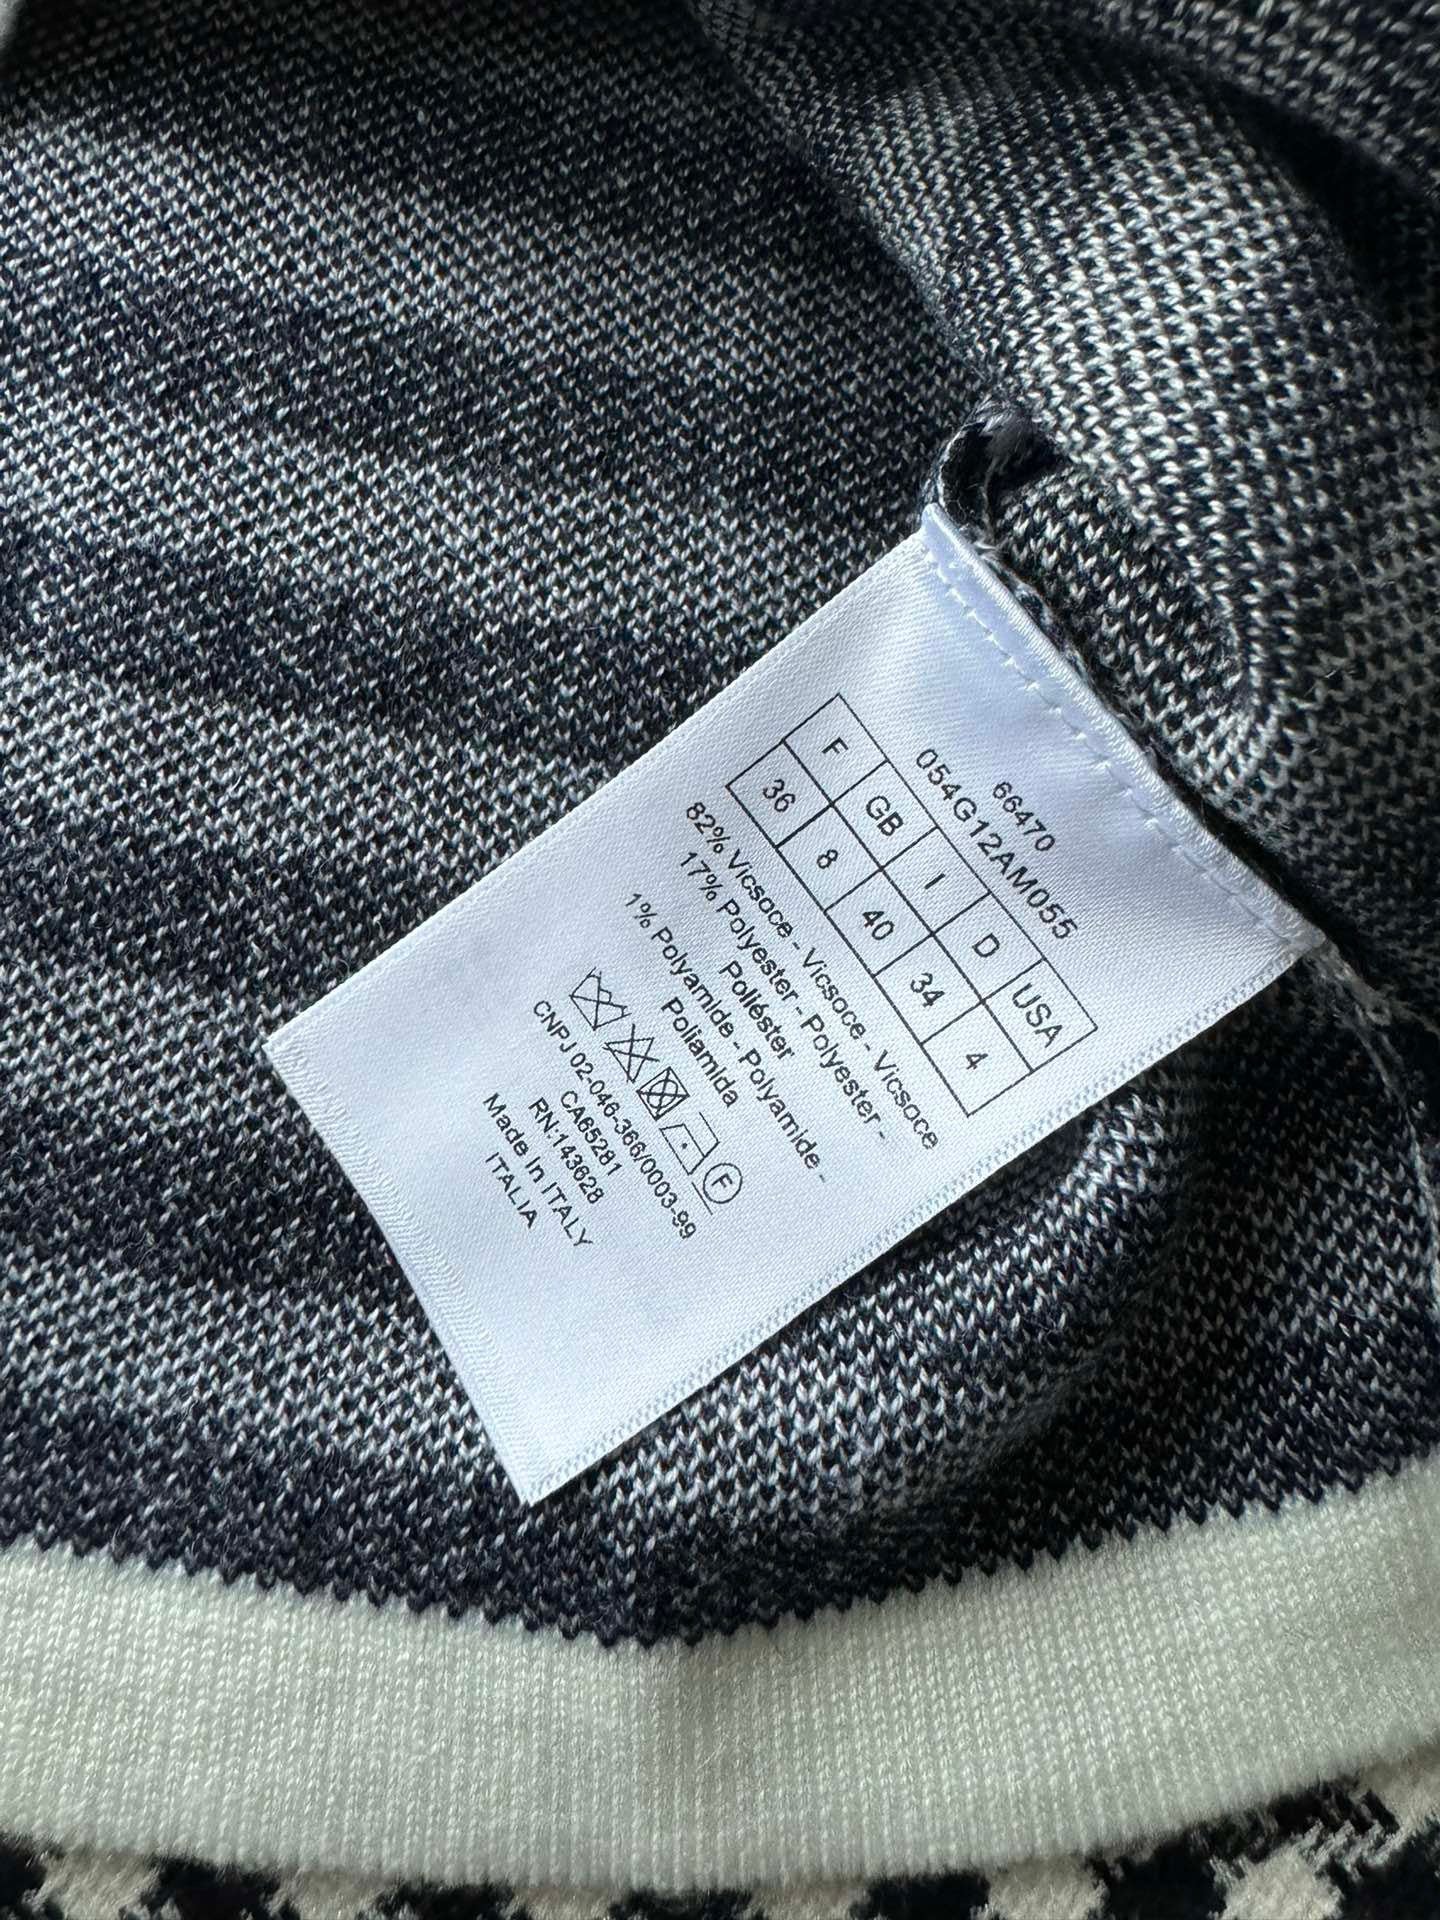 66470
054G12AM055
F GB I D USA
36 8 40 34 4
82% Vicsoce - Vicsoce - Vicsoce
17% Polyester - Polyester -
Poliéster
1% Polyamide - Polyamide -
Poliamida
F
CNPJ 02-046-366/0003-99
CA65281
RN:143628
Made In ITALY
ITALIA